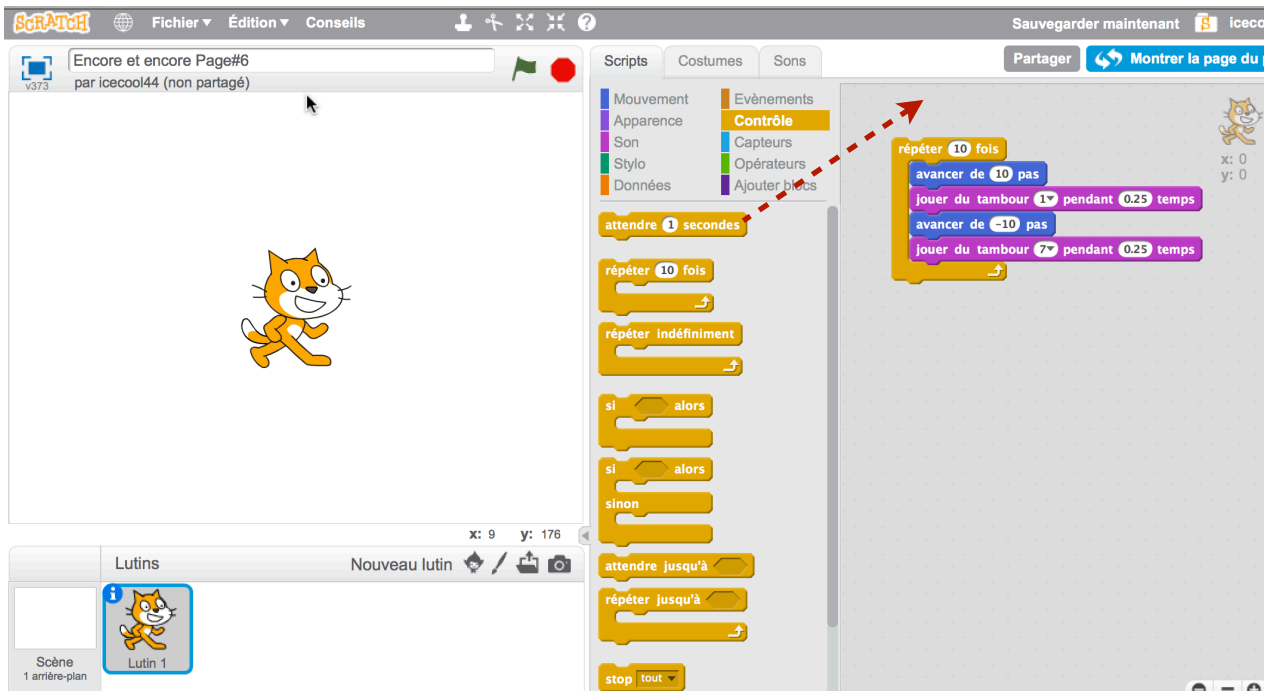 SCRATCH Fichier Édition Conseils Sauvegarder maintenant iceco
v373
Encore et encore Page#6
par icecool44 (non partagé)
Scripts Costumes Sons
Partager Montrer la page du
Mouvement Evènements
Apparence Contrôle
Son Capteurs
Stylo Opérateurs
Données Ajouter blocs
attendre 1 secondes
répéter 10 fois
répéter indéfiniment
si alors
si alors
sinon
attendre jusqu'à
répéter jusqu'à
stop tout
répéter 10 fois
avancer de 10 pas
jouer du tambour 1 pendant 0.25 temps
avancer de -10 pas
jouer du tambour 7 pendant 0.25 temps
x: 0
y: 0
x: 9 y: 176
Lutins Nouveau lutin
Scène
1 arrière-plan
Lutin 1